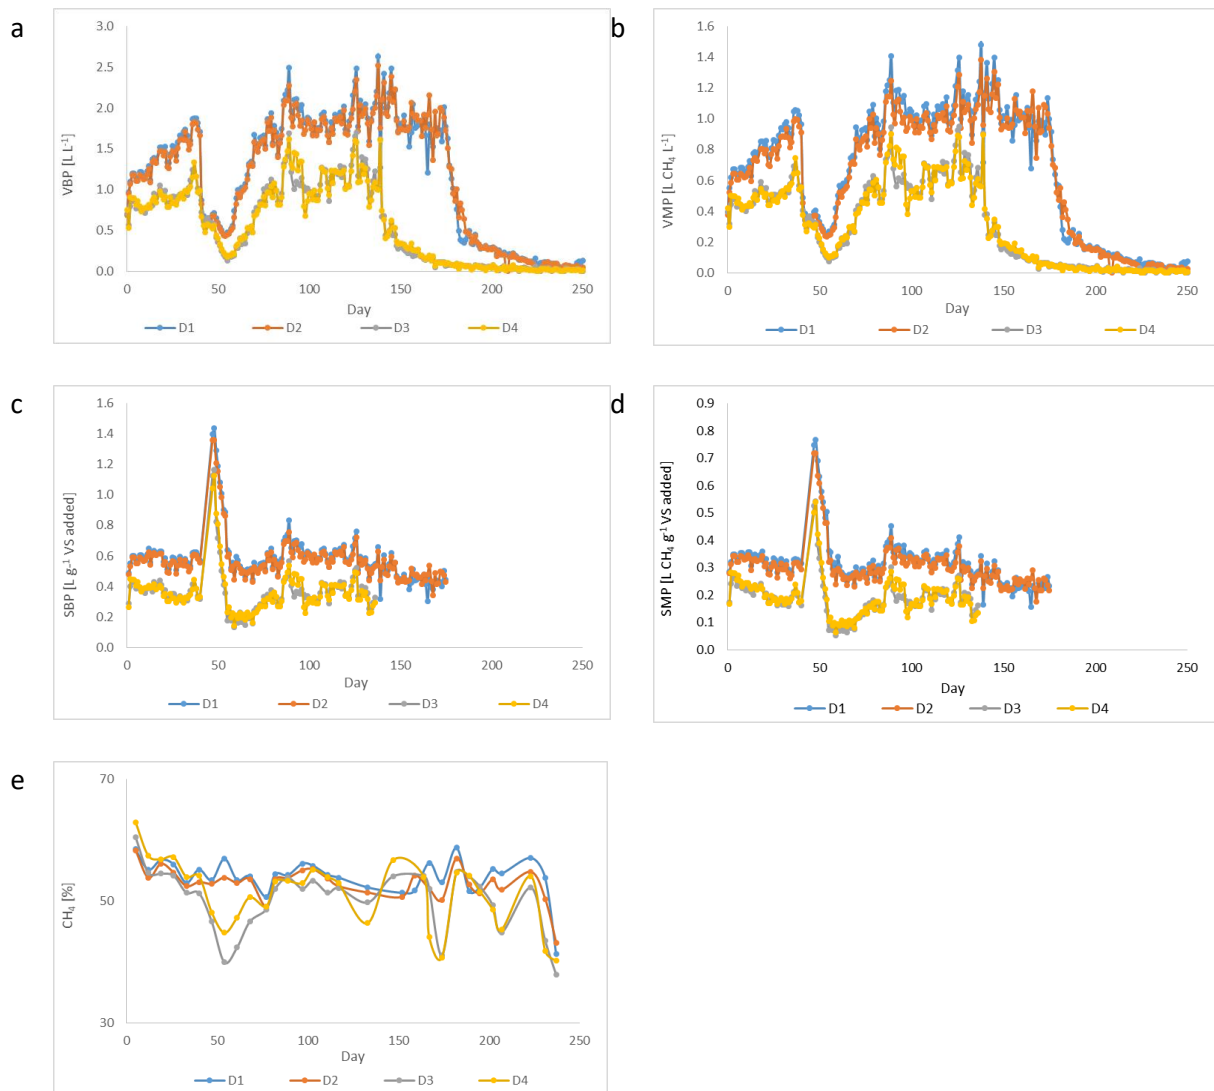 a
VBP [L L-1]
3.0
2.5
2.0
1.5
1.0
0.5
0.0
0 50 100 150 200 250
Day
D1 D2 D3 D4
b
VMP [L CH4 L-1]
1.6
1.4
1.2
1.0
0.8
0.6
0.4
0.2
0.0
0 50 100 150 200 250
Day
D1 D2 D3 D4
c
SBP [L g-1 VS added]
1.6
1.4
1.2
1.0
0.8
0.6
0.4
0.2
0.0
0 50 100 150 200 250
Day
D1 D2 D3 D4
d
SMP [L CH4 g-1 VS added]
0.9
0.8
0.7
0.6
0.5
0.4
0.3
0.2
0.1
0.0
0 50 100 150 200 250
Day
D1 D2 D3 D4
e
CH4 [%]
70
50
30
0 50 100 150 200 250
Day
D1 D2 D3 D4